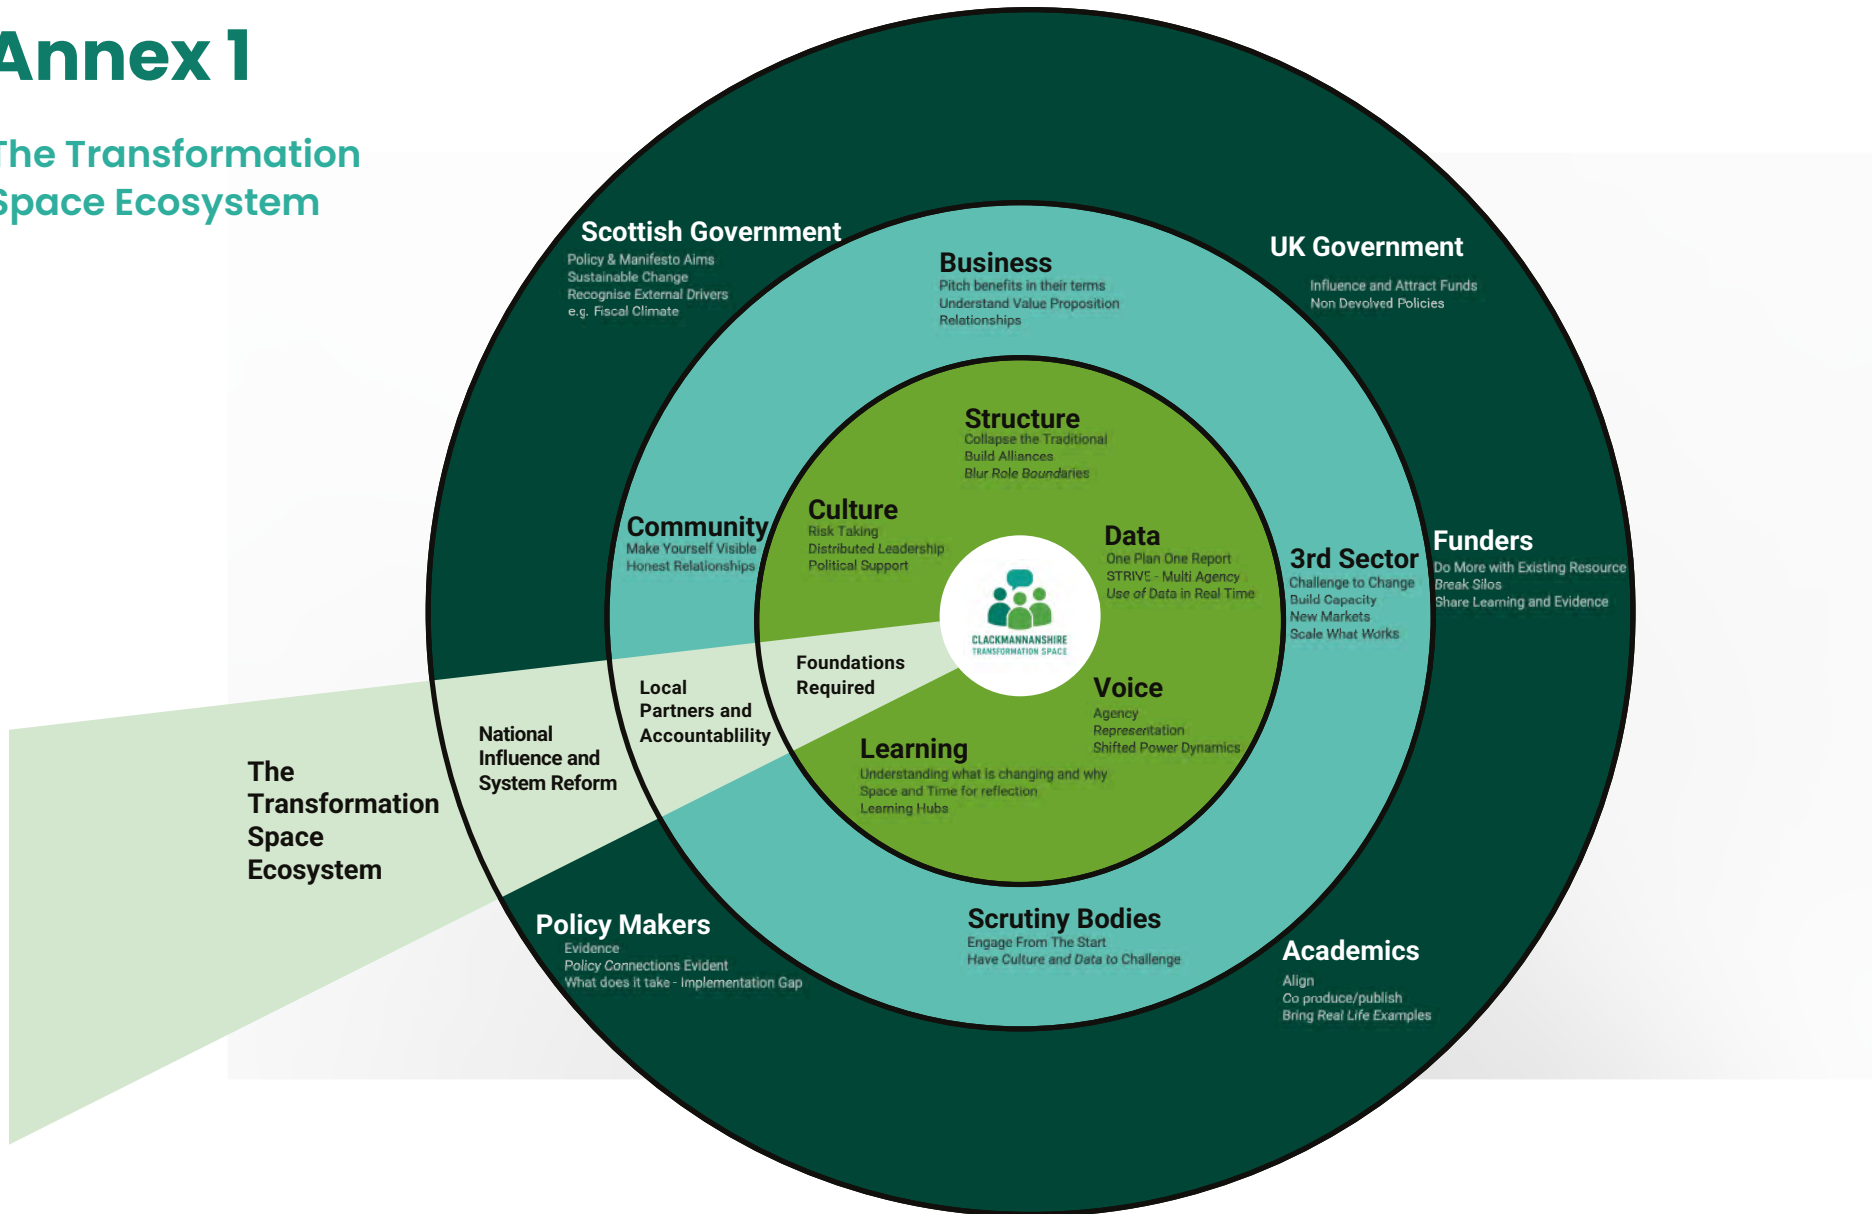 Annex 1
The Transformation
Space Ecosystem
Scottish Government
Policy & Manifesto Aims
Sustainable Change
Recognise External Drivers
e.g. Fiscal Climate
UK Government
Influence and Attract Funds
Non Devolved Policies
Business
Pitch benefits in their terms
Understand Value Proposition
Relationships
Structure
Collapse the Traditional
Build Alliances
Blur Role Boundaries
Culture
Risk Taking
Distributed Leadership
Political Support
Community
Make Yourself Visible
Honest Relationships
Data
One Plan One Report
STRIVE - Multi Agency
Use of Data in Real Time
3rd Sector
Challenge to Change
Build Capacity
New Markets
Scale What Works
Funders
Do More with Existing Resource
Break Silos
Share Learning and Evidence
CLACKMANNANSHIRE
TRANSFORMATION SPACE
Foundations
Required
Local
Partners and
Accountablility
National
Influence and
System Reform
The
Transformation
Space
Ecosystem
Voice
Agency
Representation
Shifted Power Dynamics
Learning
Understanding what is changing and why
Space and Time for reflection
Learning Hubs
Policy Makers
Evidence
Policy Connections Evident
What does it take - Implementation Gap
Scrutiny Bodies
Engage From The Start
Have Culture and Data to Challenge
Academics
Align
Co produce/publish
Bring Real Life Examples